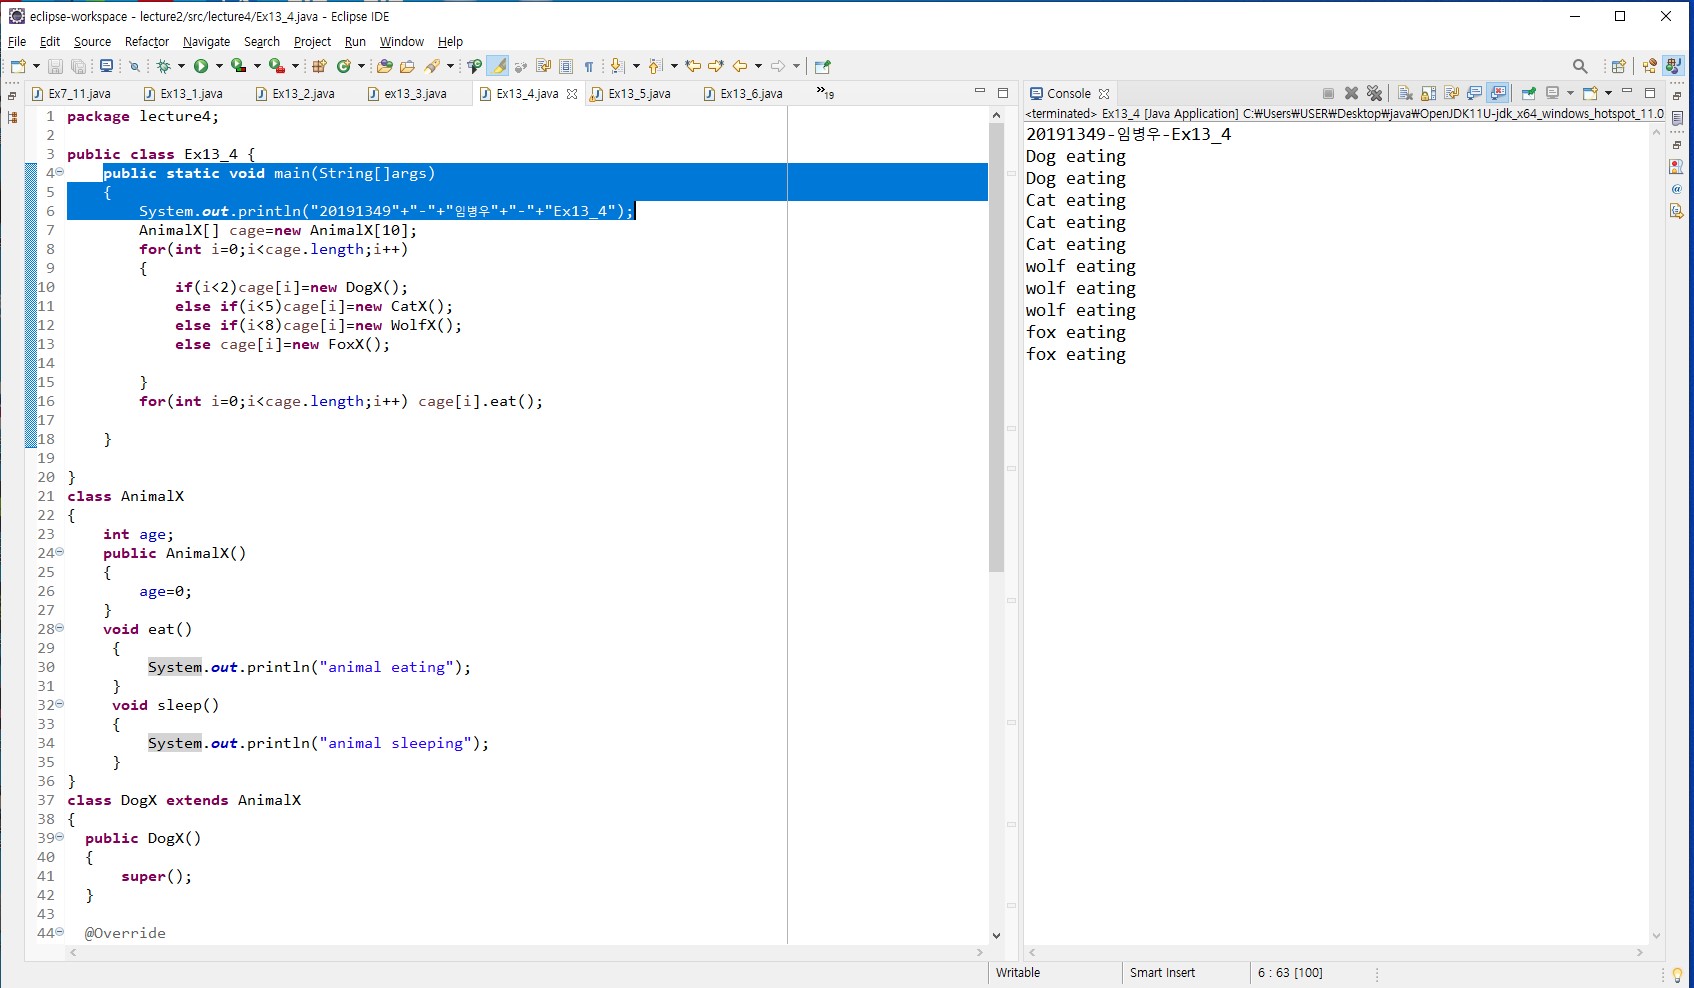 eclipse-workspace - lecture2/src/lecture4/Ex13_4.java - Eclipse IDE
File Edit Source Refactor Navigate Search Project Run Window Help
Ex7_11.java Ex13_1.java Ex13_2.java ex13_3.java Ex13_4.java Ex13_5.java Ex13_6.java »19
1 package lecture4;
2
3 public class Ex13_4 {
4 public static void main(String[]args)
5 {
6 System.out.println("20191349"+"-"+"임병우"+"-"+"Ex13_4");
7 AnimalX[] cage=new AnimalX[10];
8 for(int i=0;i<cage.length;i++)
9 {
10 if(i<2)cage[i]=new DogX();
11 else if(i<5)cage[i]=new CatX();
12 else if(i<8)cage[i]=new WolfX();
13 else cage[i]=new FoxX();
14
15 }
16 for(int i=0;i<cage.length;i++) cage[i].eat();
17
18 }
19
20 }
21 class AnimalX
22 {
23 int age;
24 public AnimalX()
25 {
26 age=0;
27 }
28 void eat()
29 {
30 System.out.println("animal eating");
31 }
32 void sleep()
33 {
34 System.out.println("animal sleeping");
35 }
36 }
37 class DogX extends AnimalX
38 {
39 public DogX()
40 {
41 super();
42 }
43
44 @Override
Console
<terminated> Ex13_4 [Java Application] C:₩Users₩USER₩Desktop₩java₩OpenJDK11U-jdk_x64_windows_hotspot_11.0
20191349-임병우-Ex13_4
Dog eating
Dog eating
Cat eating
Cat eating
Cat eating
wolf eating
wolf eating
wolf eating
fox eating
fox eating
Writable Smart Insert 6 : 63 [100]